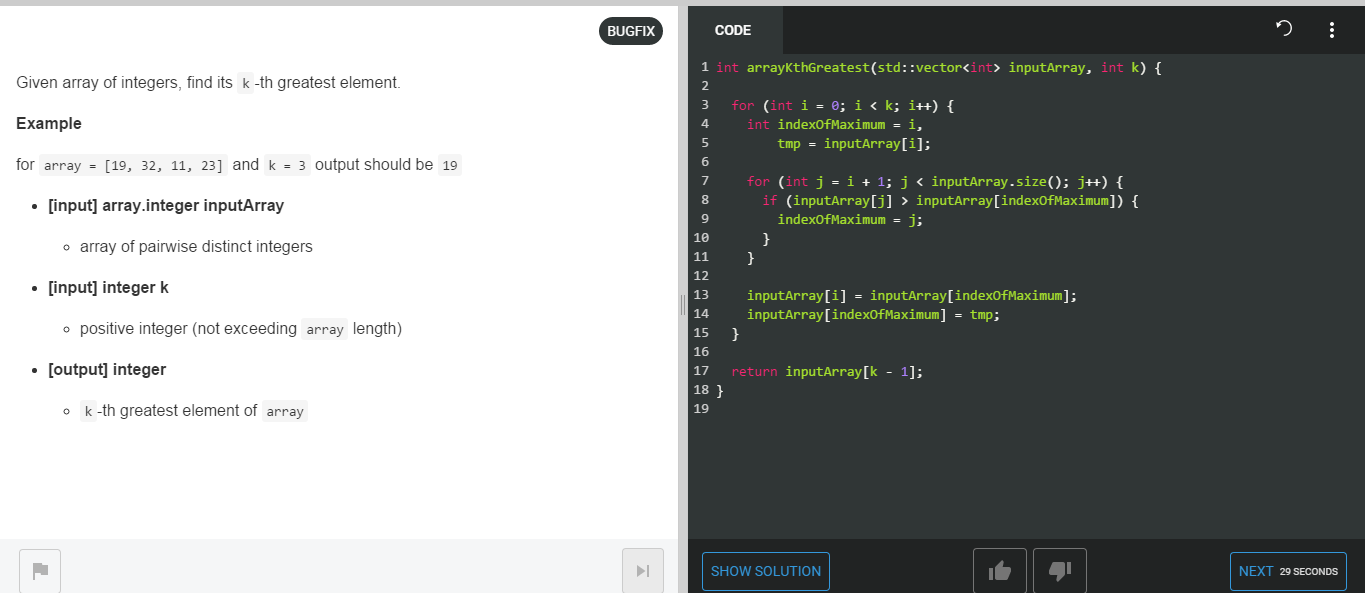 BUGFIX
Given array of integers, find its k -th greatest element.
Example
for array = [19, 32, 11, 23] and k = 3 output should be 19
• [input] array.integer inputArray
◦ array of pairwise distinct integers
• [input] integer k
◦ positive integer (not exceeding array length)
• [output] integer
◦ k -th greatest element of array
CODE
1 int arrayKthGreatest(std::vector<int> inputArray, int k) {
2
3   for (int i = 0; i < k; i++) {
4     int indexOfMaximum = i,
5         tmp = inputArray[i];
6
7     for (int j = i + 1; j < inputArray.size(); j++) {
8       if (inputArray[j] > inputArray[indexOfMaximum]) {
9         indexOfMaximum = j;
10       }
11     }
12
13     inputArray[i] = inputArray[indexOfMaximum];
14     inputArray[indexOfMaximum] = tmp;
15   }
16
17   return inputArray[k - 1];
18 }
19
SHOW SOLUTION
NEXT 29 SECONDS